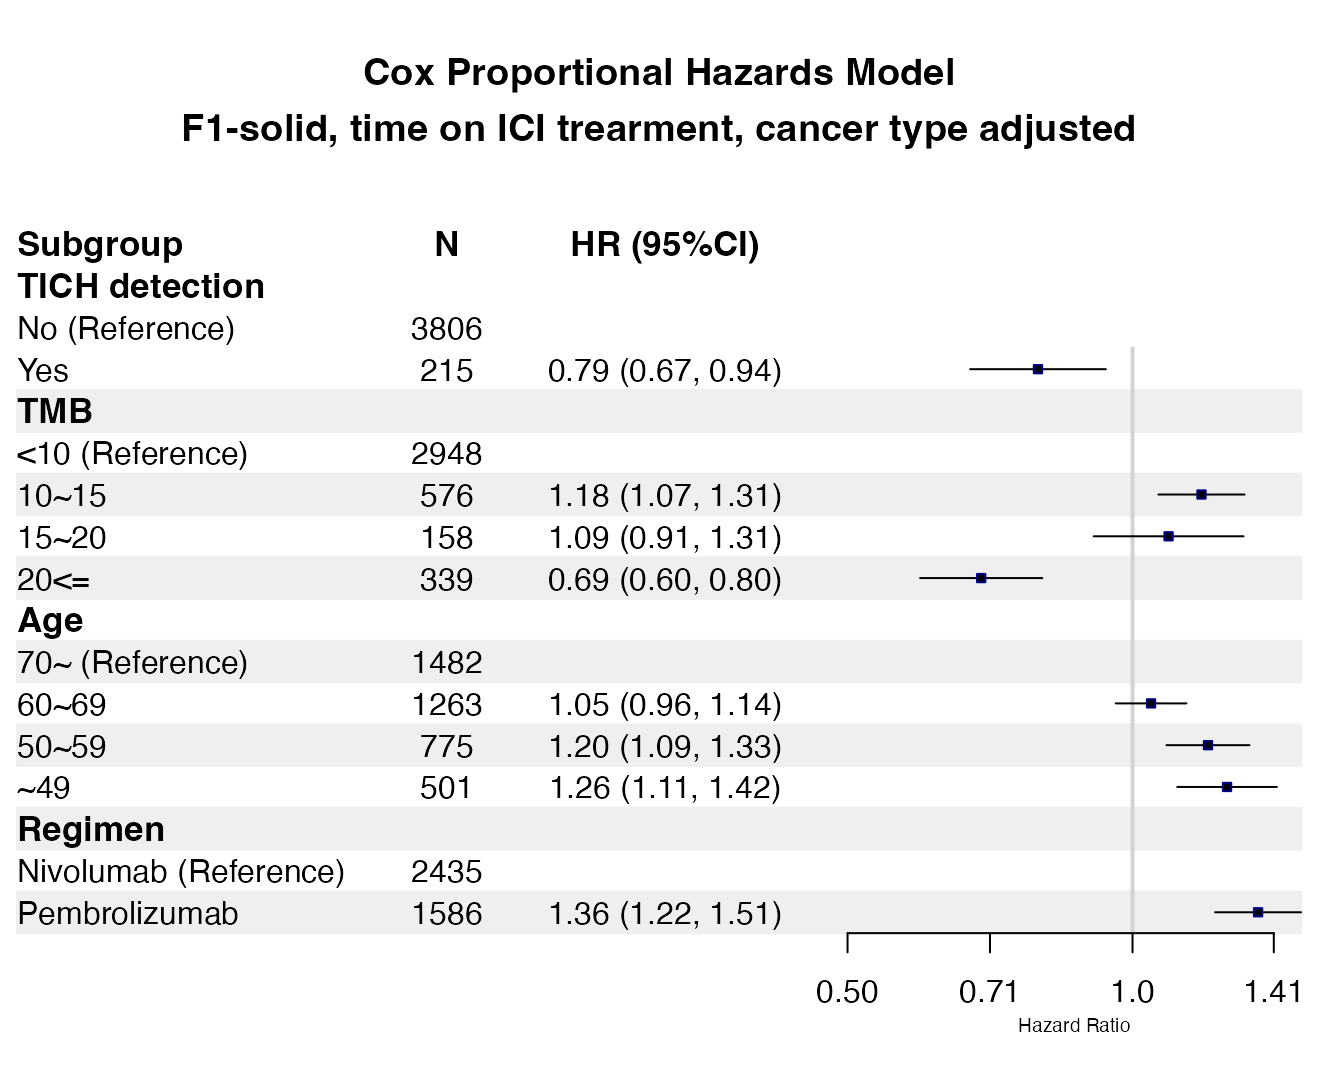 Cox Proportional Hazards Model
F1-solid, time on ICI trearment, cancer type adjusted
Subgroup N HR (95%CI)
TICH detection
No (Reference) 3806
Yes 215 0.79 (0.67, 0.94)
TMB
<10 (Reference) 2948
10~15 576 1.18 (1.07, 1.31)
15~20 158 1.09 (0.91, 1.31)
20<= 339 0.69 (0.60, 0.80)
Age
70~ (Reference) 1482
60~69 1263 1.05 (0.96, 1.14)
50~59 775 1.20 (1.09, 1.33)
~49 501 1.26 (1.11, 1.42)
Regimen
Nivolumab (Reference) 2435
Pembrolizumab 1586 1.36 (1.22, 1.51)
0.50 0.71 1.0 1.41
Hazard Ratio